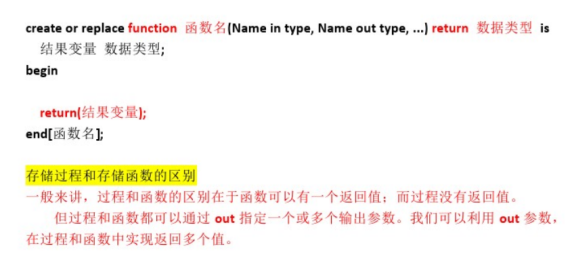 create or replace function 函数名(Name in type, Name out type, ...) return 数据类型 is
结果变量 数据类型;
begin
return(结果变量);
end[函数名];
存储过程和存储函数的区别
一般来讲，过程和函数的区别在于函数可以有一个返回值；而过程没有返回值。
但过程和函数都可以通过 out 指定一个或多个输出参数。我们可以利用 out 参数，
在过程和函数中实现返回多个值。